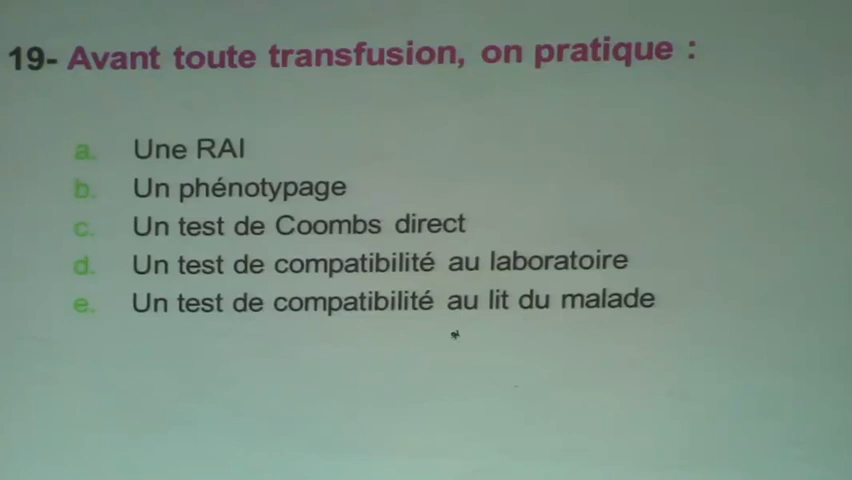 19- Avant toute transfusion, on pratique :
a. Une RAI
b. Un phénotypage
c. Un test de Coombs direct
d. Un test de compatibilité au laboratoire
e. Un test de compatibilité au lit du malade